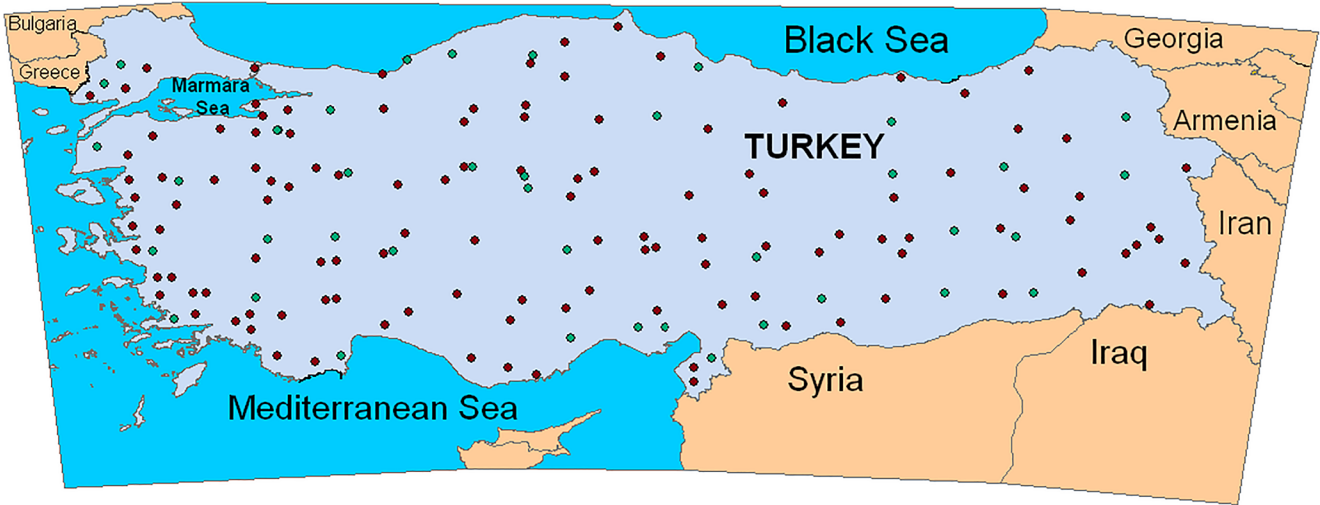 Bulgaria
Black Sea
Georgia
Greece
Marmara
Sea
Armenia
TURKEY
Iran
Iraq
Syria
Mediterranean Sea